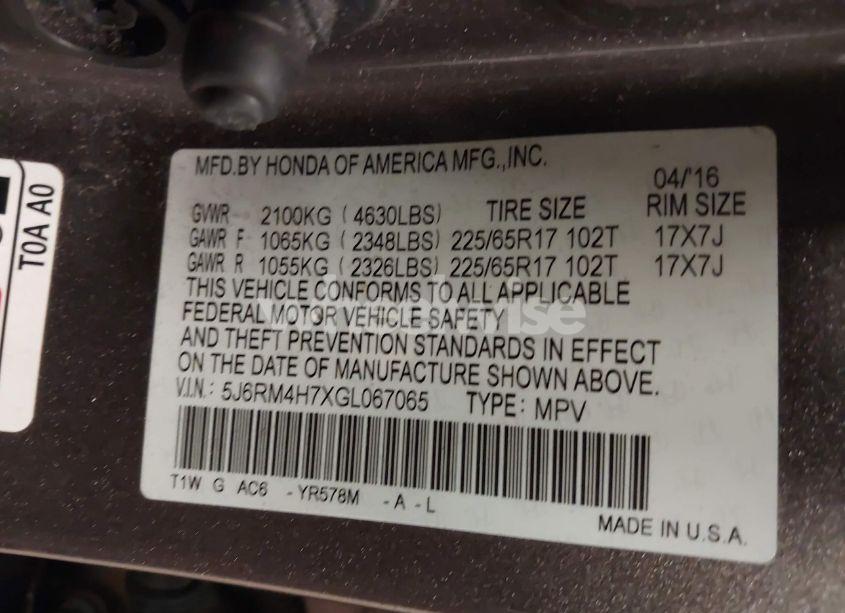 MFD.BY HONDA OF AMERICA MFG.,INC.
04/'16
GVWR 2100KG ( 4630LBS) TIRE SIZE RIM SIZE
GAWR F 1065KG ( 2348LBS) 225/65R17 102T 17X7J
GAWR R 1055KG ( 2326LBS) 225/65R17 102T 17X7J
THIS VEHICLE CONFORMS TO ALL APPLICABLE
FEDERAL MOTOR VEHICLE SAFETY
AND THEFT PREVENTION STANDARDS IN EFFECT
ON THE DATE OF MANUFACTURE SHOWN ABOVE.
V.I.N.: 5J6RM4H7XGL067065 TYPE: MPV
T1W G AC6 -YR578M -A-L
MADE IN U.S.A.
T0A A0